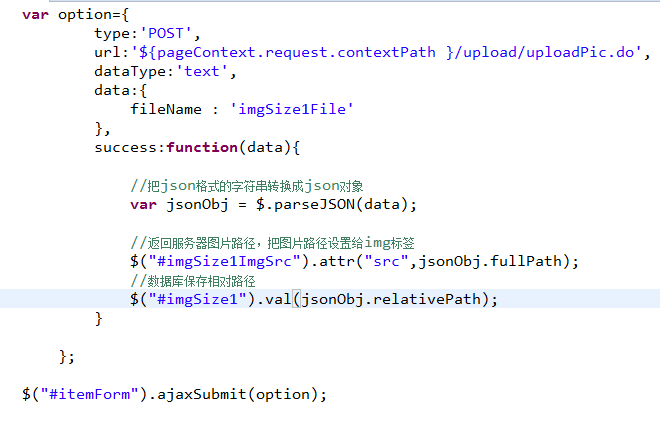 var option={
type:'POST',
url:'${pageContext.request.contextPath }/upload/uploadPic.do',
dataType:'text',
data:{
fileName : 'imgSize1File'
},
success:function(data){
//把json格式的字符串转换成json对象
var jsonObj = $.parseJSON(data);
//返回服务器图片路径，把图片路径设置给img标签
$("#imgSize1ImgSrc").attr("src",jsonObj.fullPath);
//数据库保存相对路径
$("#imgSize1").val(jsonObj.relativePath);
}
};
$("#itemForm").ajaxSubmit(option);